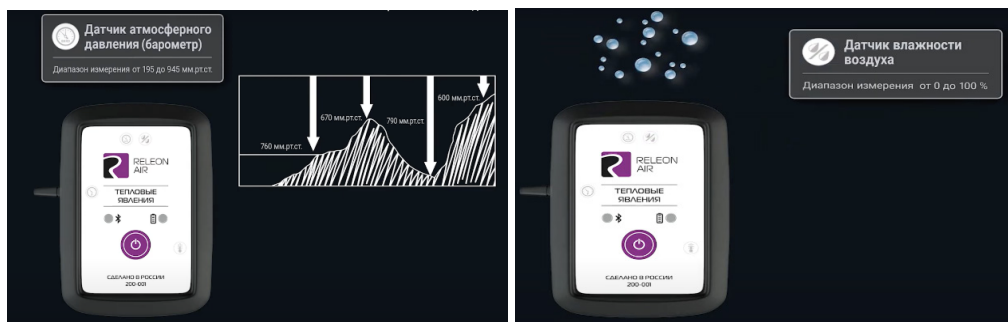 Датчик атмосферного
давления (барометр)
Диапазон измерения от 195 до 945 мм.рт.ст.
760 мм.рт.ст.
670 мм.рт.ст.
790 мм.рт.ст.
600 мм.рт.ст.
RELEON
AIR
ТЕПЛОВЫЕ
ЯВЛЕНИЯ
СДЕЛАНО В РОССИИ
200-001
Датчик влажности
воздуха
Диапазон измерения от 0 до 100 %
RELEON
AIR
ТЕПЛОВЫЕ
ЯВЛЕНИЯ
СДЕЛАНО В РОССИИ
200-001